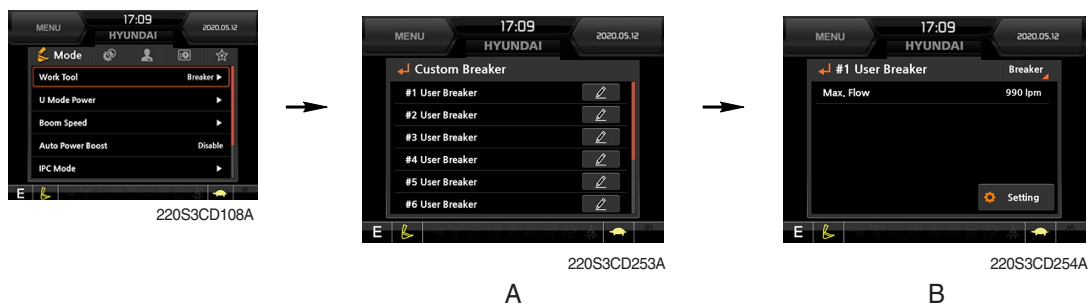 MENU
17:09
HYUNDAI
2020.05.12
Mode
Work Tool Breaker ▶
U Mode Power ▶
Boom Speed ▶
Auto Power Boost Disable
IPC Mode ▶
E
220S3CD108A
MENU
17:09
HYUNDAI
2020.05.12
Custom Breaker
#1 User Breaker
#2 User Breaker
#3 User Breaker
#4 User Breaker
#5 User Breaker
#6 User Breaker
E
220S3CD253A
A
MENU
17:09
HYUNDAI
2020.05.12
#1 User Breaker Breaker
Max. Flow 990 lpm
Setting
E
220S3CD254A
B